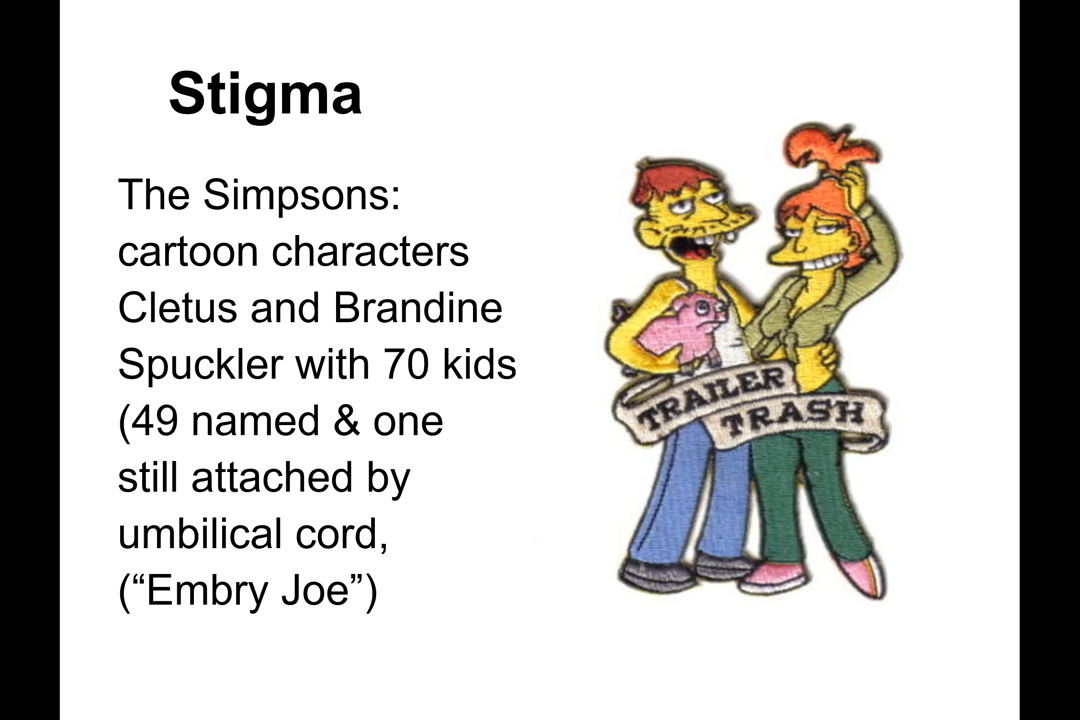 Stigma
The Simpsons:
cartoon characters
Cletus and Brandine
Spuckler with 70 kids
(49 named & one
still attached by
umbilical cord,
(“Embry Joe”)
TRAILER
TRASH